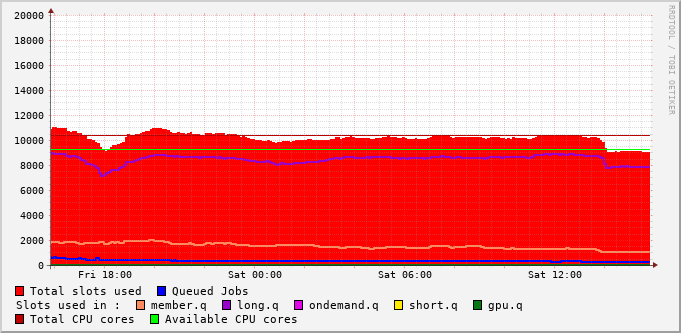 RRDTOOL / TOBI OETIKER
20000
18000
16000
14000
12000
10000
8000
6000
4000
2000
0
Fri 18:00 Sat 00:00 Sat 06:00 Sat 12:00
Total slots used Queued Jobs
Slots used in : member.q long.q ondemand.q short.q gpu.q
Total CPU cores Available CPU cores